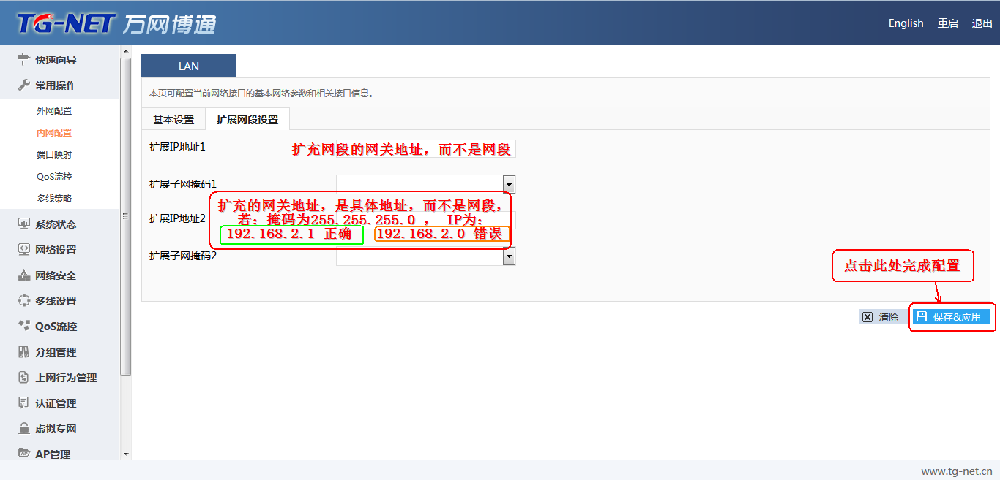 TG-NET 万网博通
English 重启 退出
快速向导
常用操作
外网配置
内网配置
端口映射
QoS流控
多线策略
系统状态
网络设置
网络安全
多线设置
QoS流控
分组管理
上网行为管理
认证管理
虚拟专网
AP管理
LAN
本页可配置当前网络接口的基本网络参数和相关接口信息。
基本设置 扩展网段设置
扩展IP地址1
扩充网段的网关地址，而不是网段
扩展子网掩码1
扩展IP地址2
扩充的网关地址，是具体地址，而不是网段，
若：掩码为255.255.255.0 ， IP为：
192.168.2.1 正确 192.168.2.0 错误
扩展子网掩码2
点击此处完成配置
清除 保存&应用
www.tg-net.cn